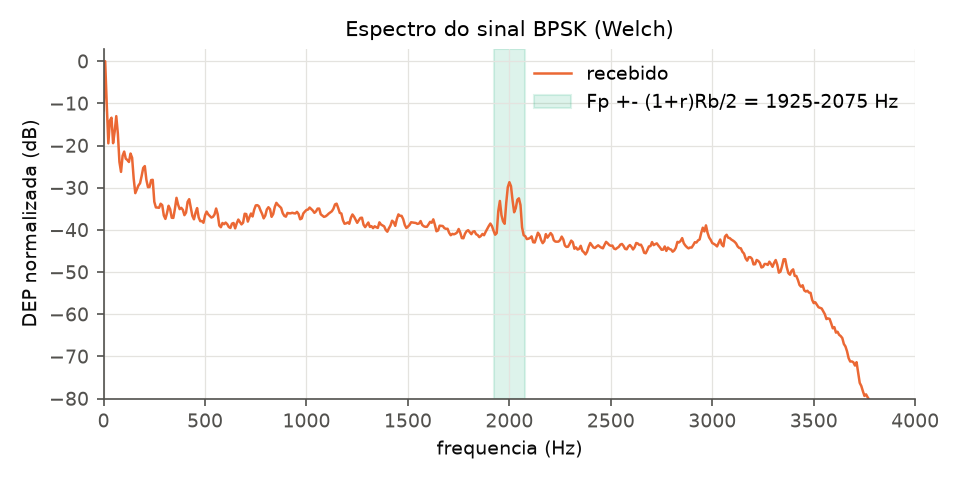 Espectro do sinal BPSK (Welch)
recebido
Fp +- (1+r)Rb/2 = 1925-2075 Hz
DEP normalizada (dB)
0
−10
−20
−30
−40
−50
−60
−70
−80
0 500 1000 1500 2000 2500 3000 3500 4000
frequencia (Hz)